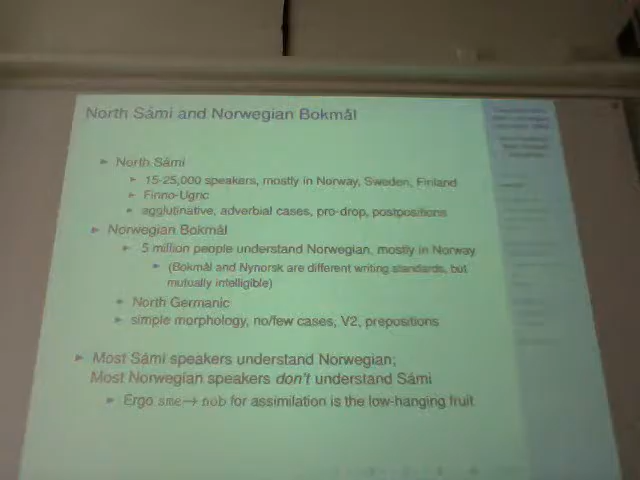 North Sámi and Norwegian Bokmål
► North Sámi
► 15-25,000 speakers, mostly in Norway, Sweden, Finland
► Finno-Ugric
► agglutinative, adverbial cases, pro-drop, postpositions
► Norwegian Bokmål
► 5 million people understand Norwegian, mostly in Norway
► (Bokmål and Nynorsk are different writing standards, but
mutually intelligible)
► North Germanic
► simple morphology, no/few cases, V2, prepositions
► Most Sámi speakers understand Norwegian;
Most Norwegian speakers don't understand Sámi
► Ergo sme→nob for assimilation is the low-hanging fruit